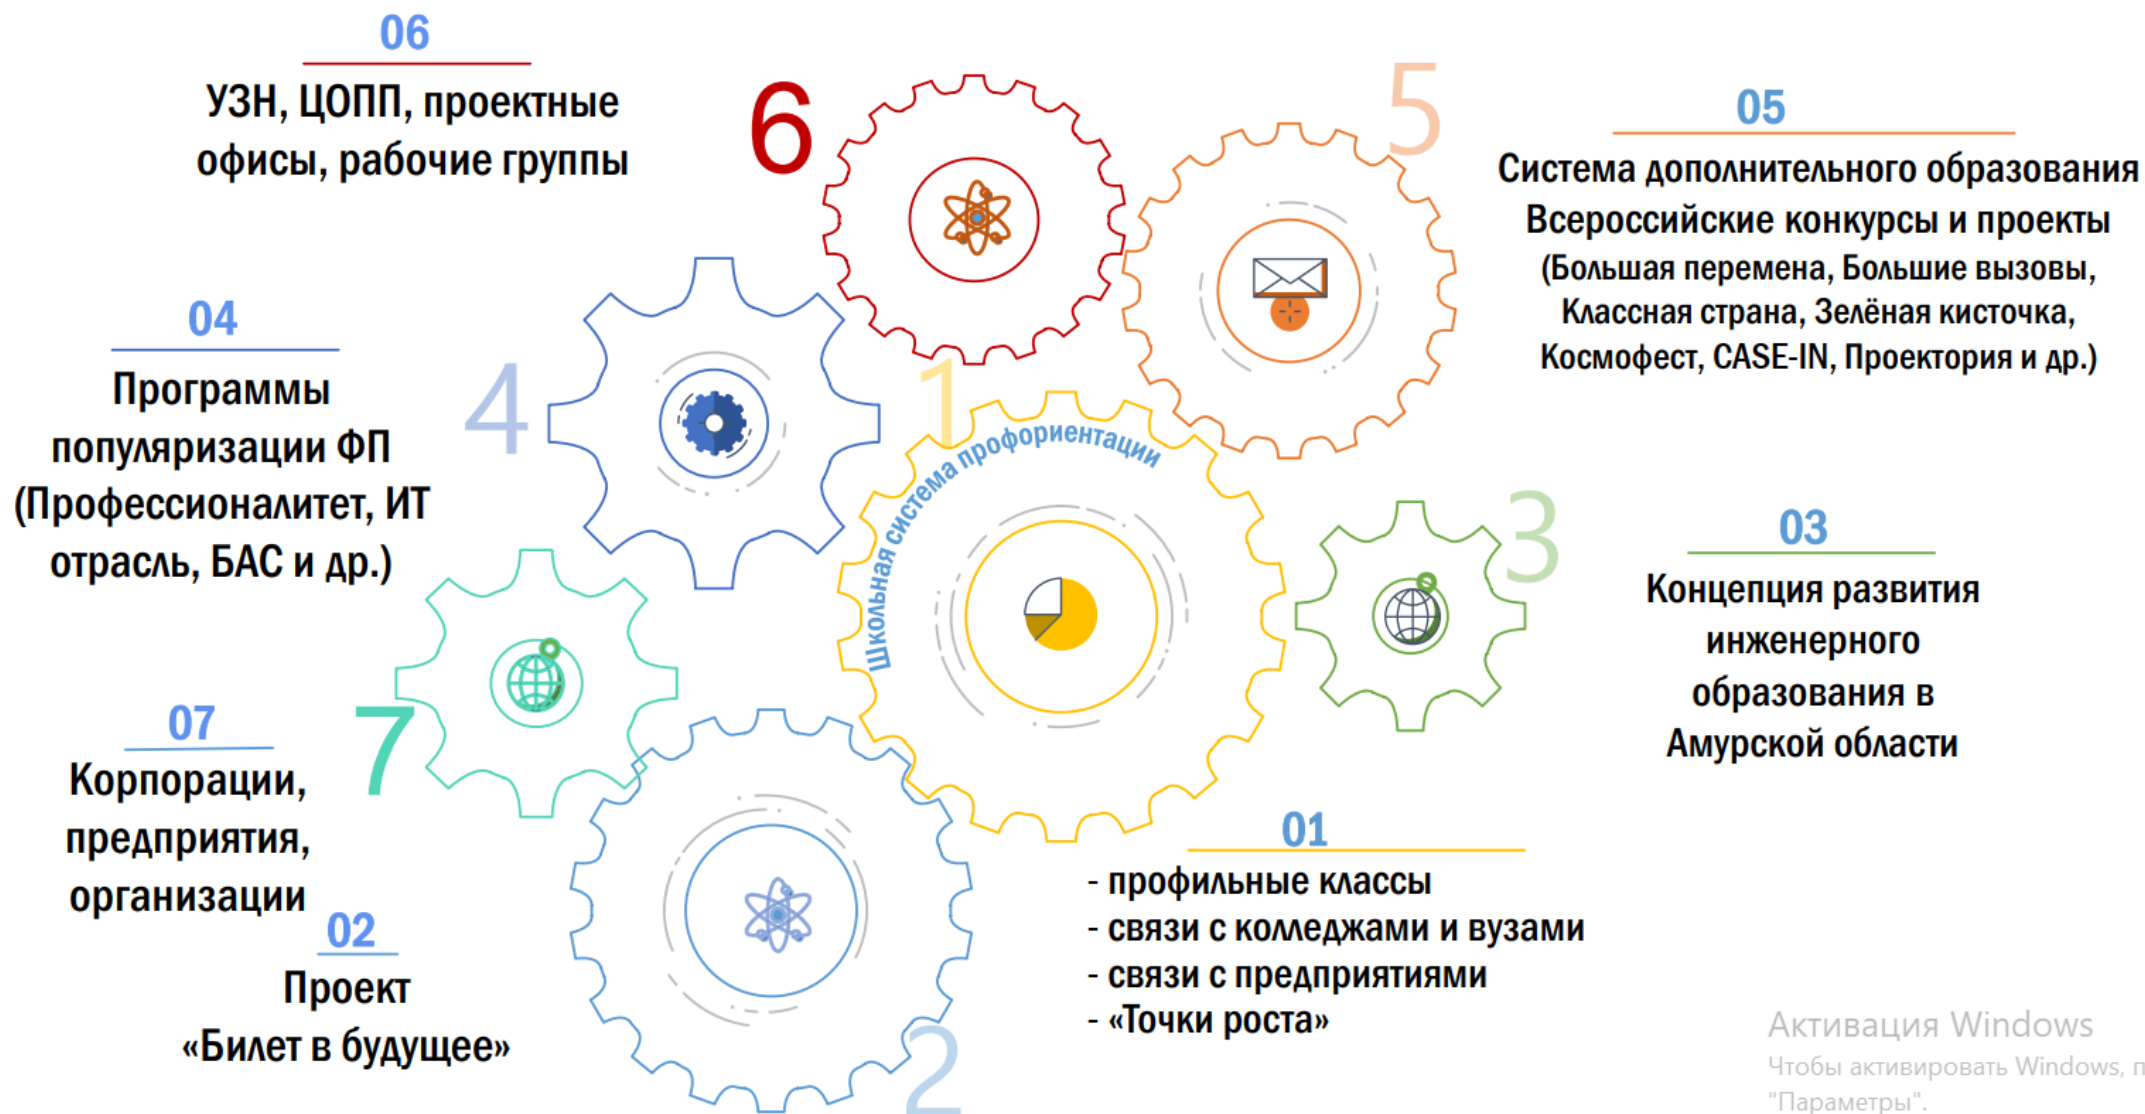 06
УЗН, ЦОПП, проектные
офисы, рабочие группы
6
5
05
Система дополнительного образования
Всероссийские конкурсы и проекты
(Большая перемена, Большие вызовы,
Классная страна, Зелёная кисточка,
Космофест, CASE-IN, Проектория и др.)
04
Программы
популяризации ФП
(Профессионалитет, ИТ
отрасль, БАС и др.)
4
1
Школьная система профориентации
3
03
Концепция развития
инженерного
образования в
Амурской области
07
Корпорации,
предприятия,
организации
7
02
Проект
«Билет в будущее»
2
01
- профильные классы
- связи с колледжами и вузами
- связи с предприятиями
- «Точки роста»
Активация Windows
Чтобы активировать Windows, п
"Параметры".